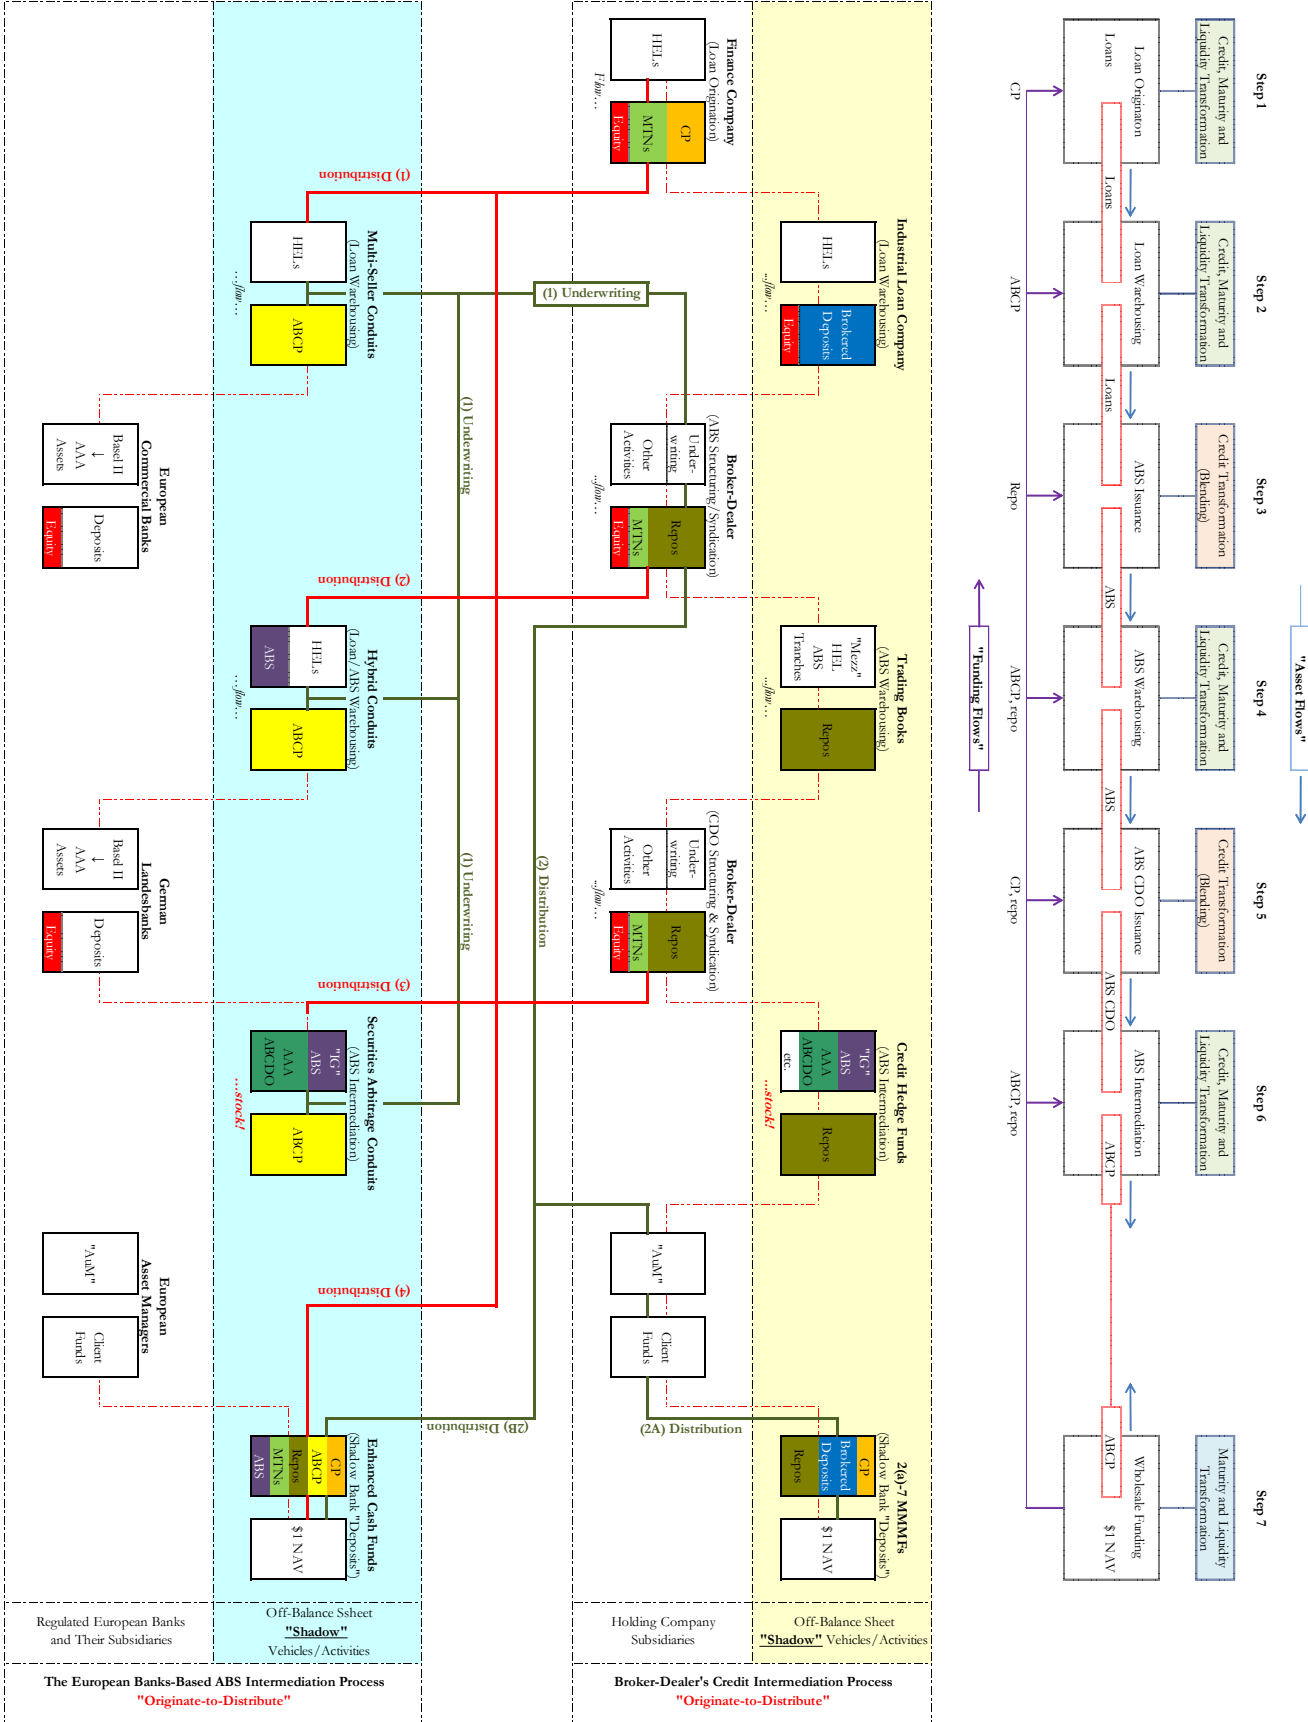 Step 1
Step 2
Step 3
Step 4
Step 5
Step 6
Step 7
"Asset Flows"
Credit, Maturity and
Liquidity Transformation
Credit, Maturity and
Liquidity Transformation
Credit Transformation
(Blending)
Credit, Maturity and
Liquidity Transformation
Credit Transformation
(Blending)
Credit, Maturity and
Liquidity Transformation
Maturity and Liquidity
Transformation
Loan Originaton
Loans
Loans
Loan Warehousing
Loans
ABS Issuance
ABS
ABS Warehousing
ABS
ABS CDO Issuance
ABS CDO
ABS Intermediation
ABCP
Wholesale Funding
ABCP
$1 NAV
CP
ABCP
Repo
ABCP, repo
CP, repo
ABCP, repo
"Funding Flows"
Industrial Loan Company
(Loan Warehousing)
HELs
Brokered
Deposits
Equity
...flow…
Trading Books
(ABS Warehousing)
"Mezz"
HEL
ABS
Tranches
Repos
...flow…
Credit Hedge Funds
(ABS Intermediation)
"IG"
ABS
AAA
ABCDO
etc.
Repos
…stock!
2(a)-7 MMMFs
(Shadow Bank "Deposits")
CP
Brokered
Deposits
Repos
$1 NAV
Off-Balance Sheet
"Shadow" Vehicles/Activities
Finance Company
(Loan Origination)
HELs
CP
MTNs
Equity
Flow…
Broker-Dealer
(ABS Structuring/Syndication)
Under-
writing
Other
Activities
Repos
MTNs
Equity
...flow…
Broker-Dealer
(CDO Structuring & Syndication)
Under-
writing
Other
Activities
Repos
MTNs
Equity
...flow…
"AuM"
Client
Funds
(2A) Distribution
Holding Company
Subsidiaries
Broker-Dealer's Credit Intermediation Process
"Originate-to-Distribute"
(1) Underwriting
(2) Distribution
(1) Underwriting
(1) Underwriting
(1) Distribution
(2) Distribution
(3) Distribution
(4) Distribution
(2B) Distribution
Multi-Seller Conduits
(Loan Warehousing)
HELs
ABCP
…flow…
Hybrid Conduits
(Loan/ABS Warehousing)
HELs
ABS
ABCP
…flow…
Securities Arbitrage Conduits
(ABS Intermediation)
"IG"
ABS
AAA
ABCDO
ABCP
…stock!
Enhanced Cash Funds
(Shadow Bank "Deposits")
CP
ABCP
Repos
MTNs
ABS
$1 NAV
Off-Balance Ssheet
"Shadow"
Vehicles/Activities
European
Commercial Banks
Basel II
↓
AAA
Assets
Deposits
Equity
German
Landesbanks
Basel II
↓
AAA
Assets
Deposits
Equity
European
Asset Managers
"AuM"
Client
Funds
Regulated European Banks
and Their Subsidiaries
The European Banks-Based ABS Intermediation Process
"Originate-to-Distribute"